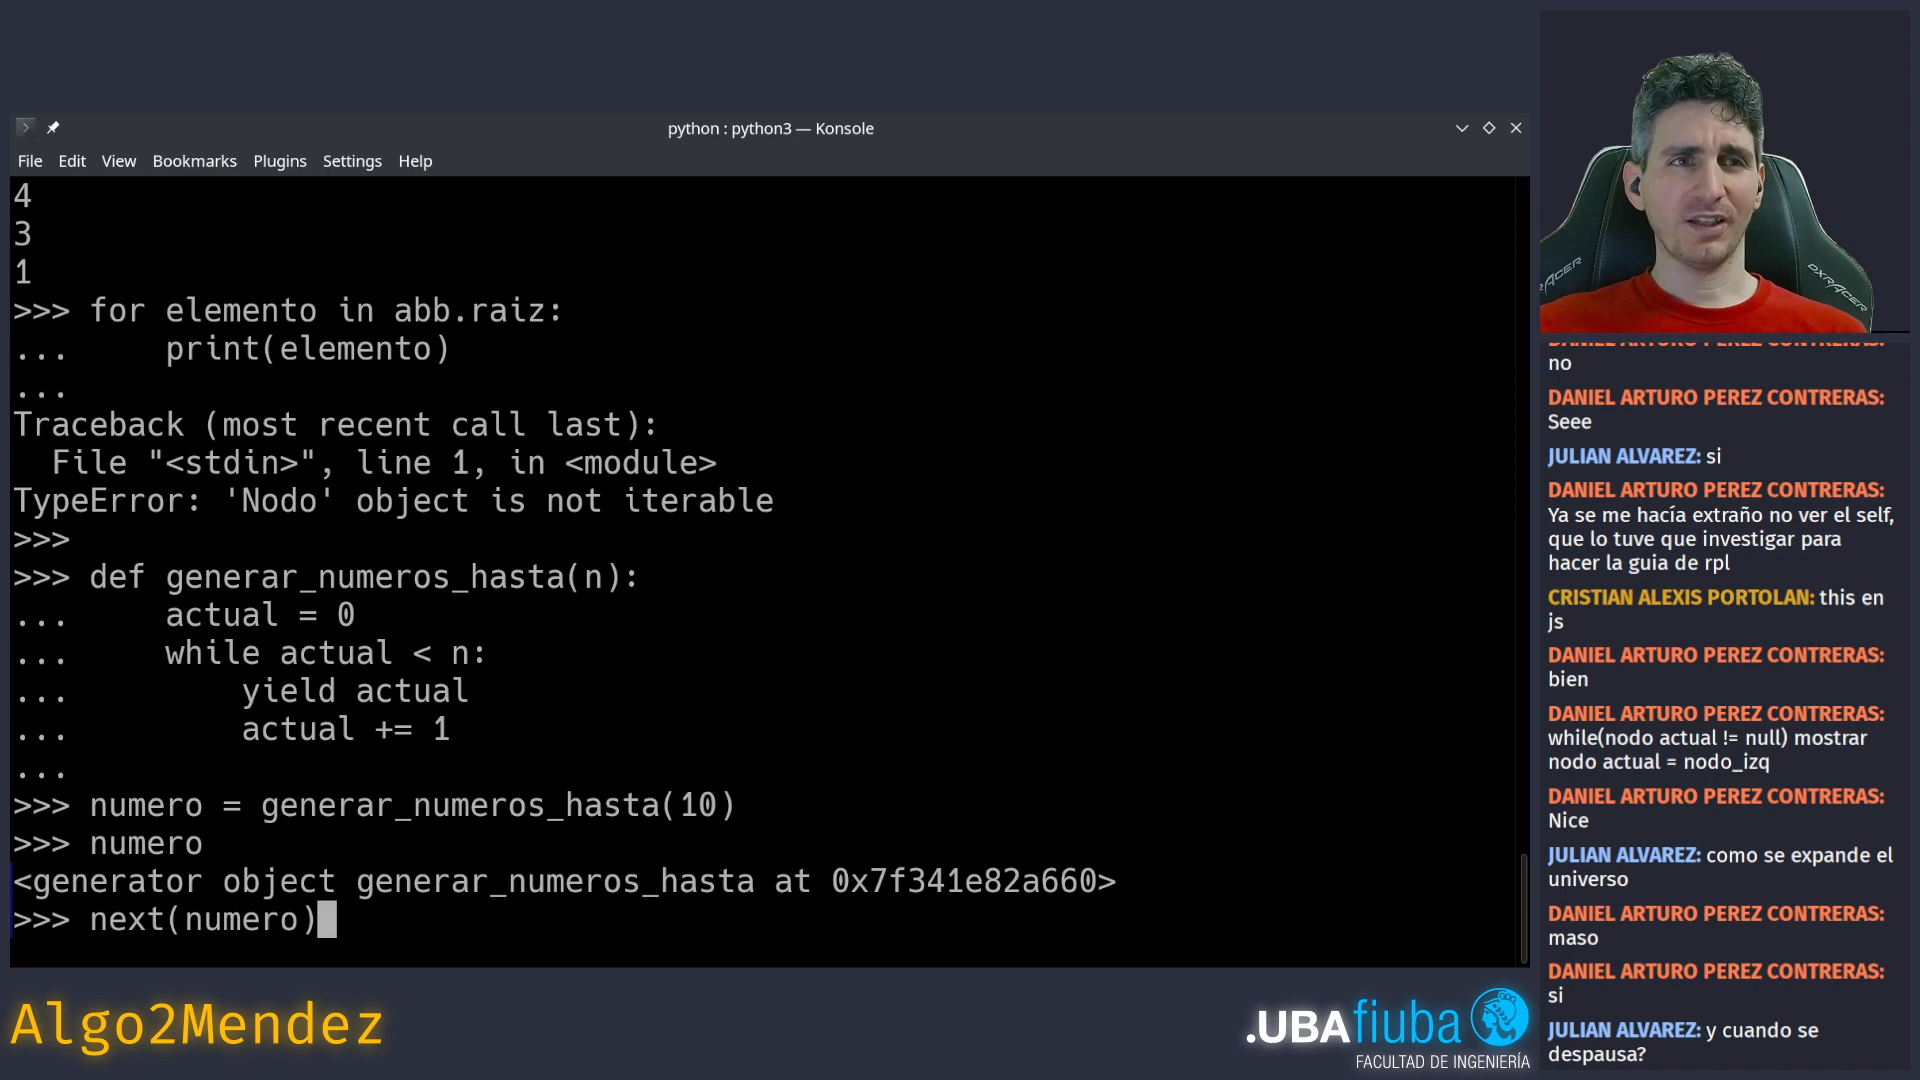 python : python3 — Konsole
File Edit View Bookmarks Plugins Settings Help
4
3
1
>>> for elemento in abb.raiz:
...     print(elemento)
...
Traceback (most recent call last):
  File "<stdin>", line 1, in <module>
TypeError: 'Nodo' object is not iterable
>>>
>>> def generar_numeros_hasta(n):
...     actual = 0
...     while actual < n:
...         yield actual
...         actual += 1
...
>>> numero = generar_numeros_hasta(10)
>>> numero
<generator object generar_numeros_hasta at 0x7f341e82a660>
>>> next(numero)
ACER
DXRACER
DANIEL ARTURO PEREZ CONTRERAS:
no
DANIEL ARTURO PEREZ CONTRERAS:
Seee
JULIAN ALVAREZ: si
DANIEL ARTURO PEREZ CONTRERAS:
Ya se me hacía extraño no ver el self,
que lo tuve que investigar para
hacer la guia de rpl
CRISTIAN ALEXIS PORTOLAN: this en
js
DANIEL ARTURO PEREZ CONTRERAS:
bien
DANIEL ARTURO PEREZ CONTRERAS:
while(nodo actual != null) mostrar
nodo actual = nodo_izq
DANIEL ARTURO PEREZ CONTRERAS:
Nice
JULIAN ALVAREZ: como se expande el
universo
DANIEL ARTURO PEREZ CONTRERAS:
maso
DANIEL ARTURO PEREZ CONTRERAS:
si
JULIAN ALVAREZ: y cuando se
despausa?
Algo2Mendez
.UBAfiuba
FACULTAD DE INGENIERÍA